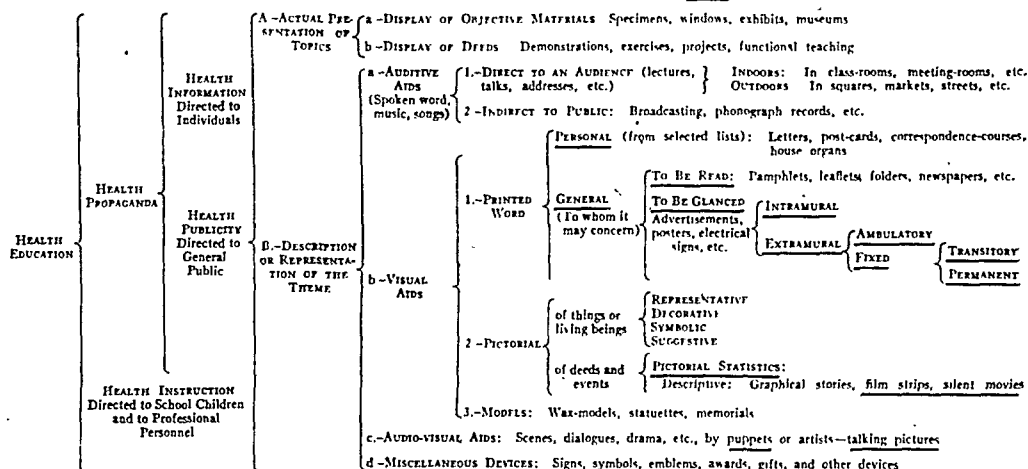 HEALTH EDUCATION
HEALTH PROPAGANDA
HEALTH INFORMATION Directed to Individuals
HEALTH PUBLICITY Directed to General Public
HEALTH INSTRUCTION
Directed to School Children
and to Professional
Personnel
A.-ACTUAL PRE-
SENTATION OF
TOPICS
a.-DISPLAY OF OBJECTIVE MATERIALS Specimens, windows, exhibits, museums
b.-DISPLAY OF DEEDS Demonstrations, exercises, projects, functional teaching
B.-DESCRIPTION
OR REPRESENTA-
TION OF THE
THEME
a.-AUDITIVE
AIDS
(Spoken word,
music, songs)
1.-DIRECT TO AN AUDIENCE (lectures,
talks, addresses, etc.)
INDOORS: In class-rooms, meeting-rooms, etc.
OUTDOORS In squares, markets, streets, etc.
2.-INDIRECT TO PUBLIC: Broadcasting, phonograph records, etc.
b.-VISUAL
AIDS
1.-PRINTED
WORD
PERSONAL (from selected lists): Letters, post-cards, correspondence-courses,
house organs
GENERAL
(To whom it
may concern)
TO BE READ: Pamphlets, leaflets, folders, newspapers, etc.
TO BE GLANCED
Advertisements,
posters, electrical
signs, etc.
INTRAMURAL
EXTRAMURAL
AMBULATORY
FIXED
TRANSITORY
PERMANENT
2.-PICTORIAL
of things or
living beings
REPRESENTATIVE
DECORATIVE
SYMBOLIC
SUGGESTIVE
of deeds and
events
PICTORIAL STATISTICS:
Descriptive: Graphical stories, film strips, silent movies
3.-MODELS: Wax-models, statuettes, memorials
c.-AUDIO-VISUAL AIDS: Scenes, dialogues, drama, etc., by puppets or artists—talking pictures
d.-MISCELLANEOUS DEVICES: Signs, symbols, emblems, awards, gifts, and other devices